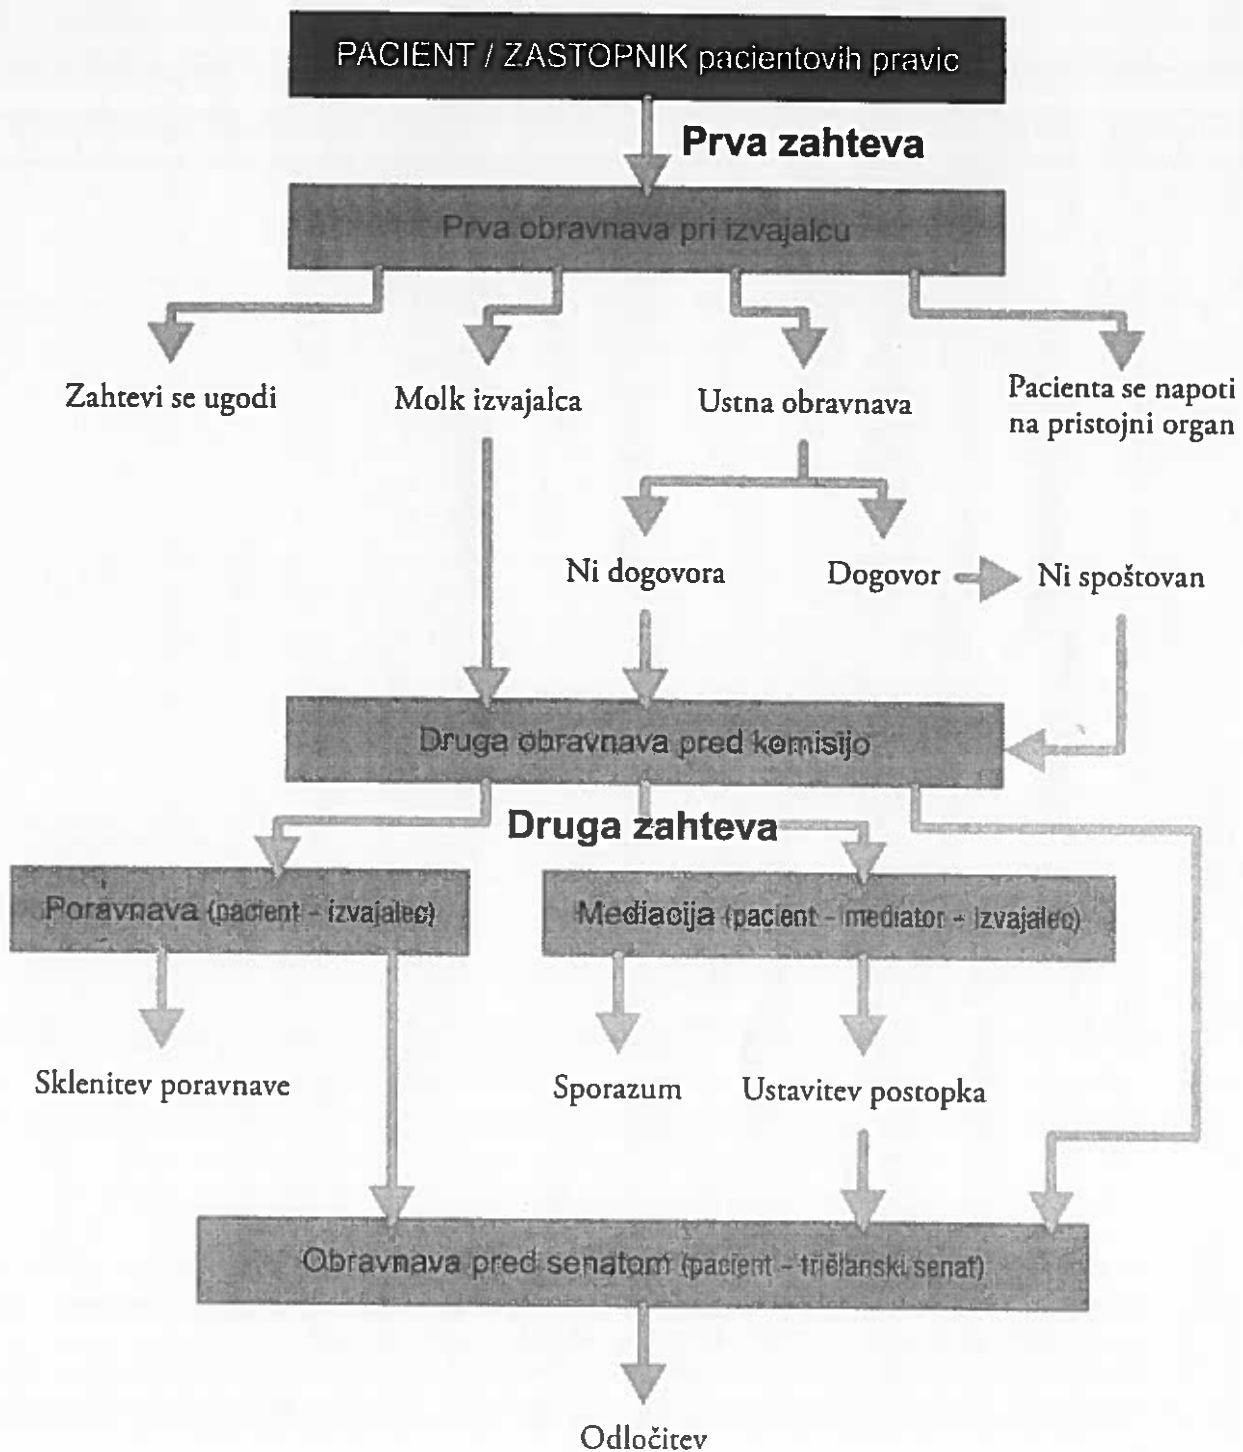 PACIENT / ZASTOPNIK pacientovih pravic
Prva zahteva
Prva obravnava pri izvajalcu
Zahtevi se ugodi
Molk izvajalca
Ustna obravnava
Pacienta se napoti
na pristojni organ
Ni dogovora
Dogovor
Ni spoštovan
Druga obravnava pred komisijo
Druga zahteva
Poravnava (pacient - izvajalec)
Mediacija (pacient - mediator - izvajalec)
Sklenitev poravnave
Sporazum
Ustavitev postopka
Obravnava pred senatom (pacient - tričlanski senat)
Odločitev